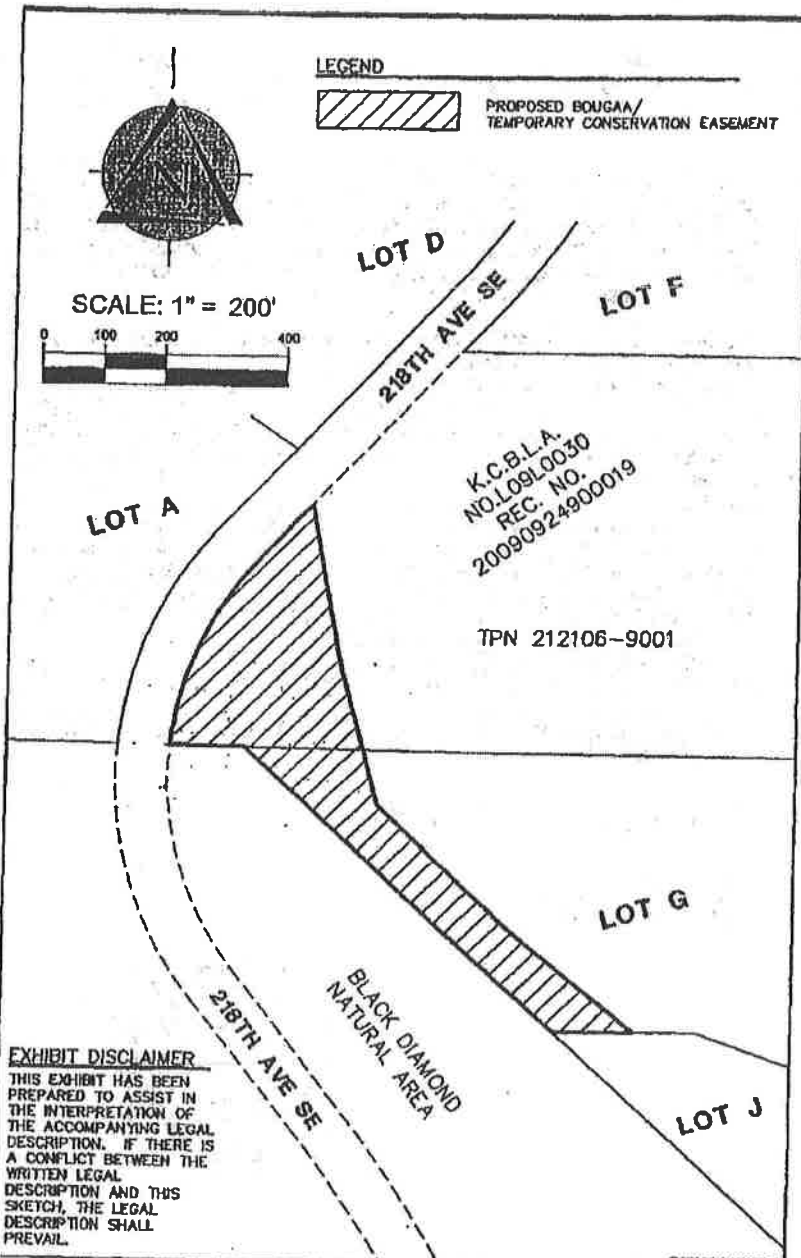 LEGEND
PROPOSED BOUGAA/
TEMPORARY CONSERVATION EASEMENT
N
SCALE: 1" = 200'
0 100 200 400
LOT D
LOT F
218TH AVE SE
LOT A
K.C.B.L.A.
NO.L09L0030
REC. NO.
20090924900019
TPN 212106-9001
LOT G
BLACK DIAMOND
NATURAL AREA
218TH AVE SE
LOT J
EXHIBIT DISCLAIMER
THIS EXHIBIT HAS BEEN
PREPARED TO ASSIST IN
THE INTERPRETATION OF
THE ACCOMPANYING LEGAL
DESCRIPTION. IF THERE IS
A CONFLICT BETWEEN THE
WRITTEN LEGAL
DESCRIPTION AND THIS
SKETCH, THE LEGAL
DESCRIPTION SHALL
PREVAIL.